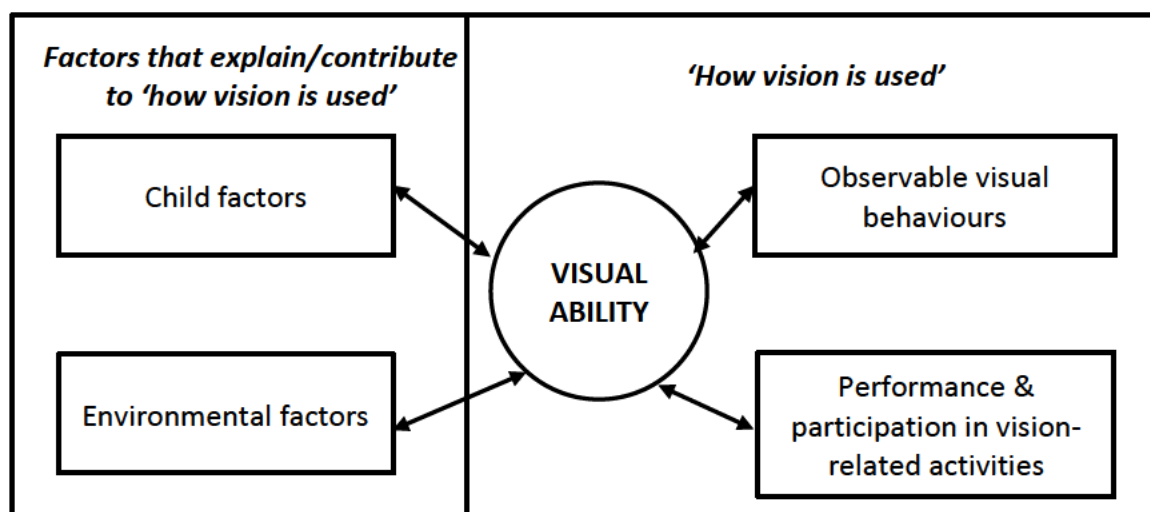 Factors that explain/contribute
to ‘how vision is used’
Child factors
Environmental factors
VISUAL
ABILITY
‘How vision is used’
Observable visual
behaviours
Performance &
participation in vision-
related activities